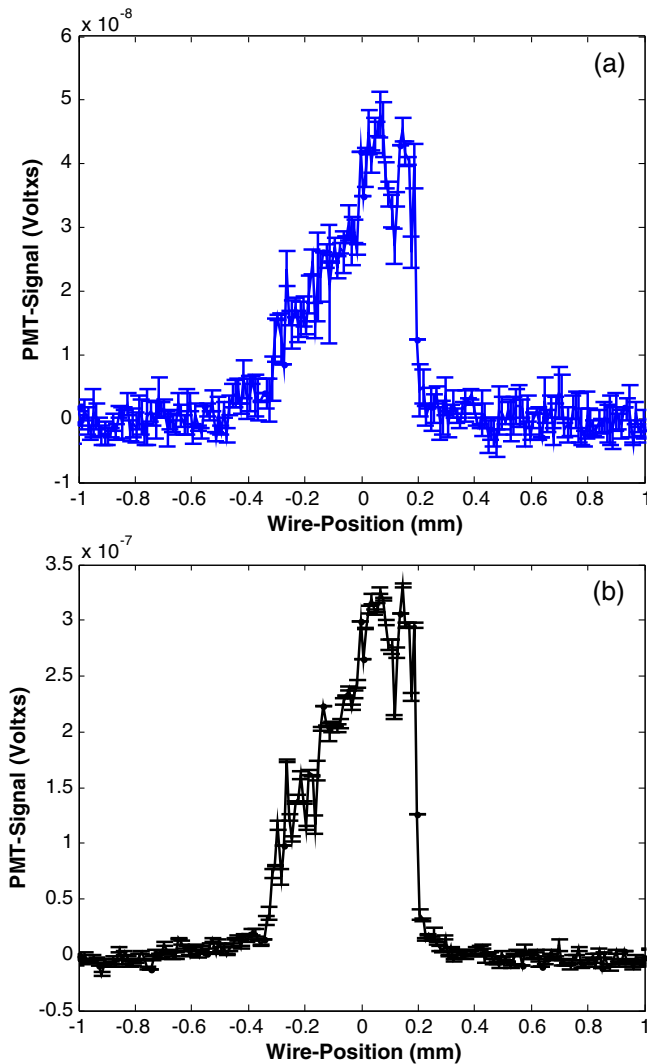 x 10-8
(a)
6
5
4
3
2
1
0
-1
PMT-Signal (Voltxs)
-1 -0.8 -0.6 -0.4 -0.2 0 0.2 0.4 0.6 0.8 1
Wire-Position (mm)
x 10-7
(b)
3.5
3
2.5
2
1.5
1
0.5
0
-0.5
PMT-Signal (Voltxs)
-1 -0.8 -0.6 -0.4 -0.2 0 0.2 0.4 0.6 0.8 1
Wire-Position (mm)